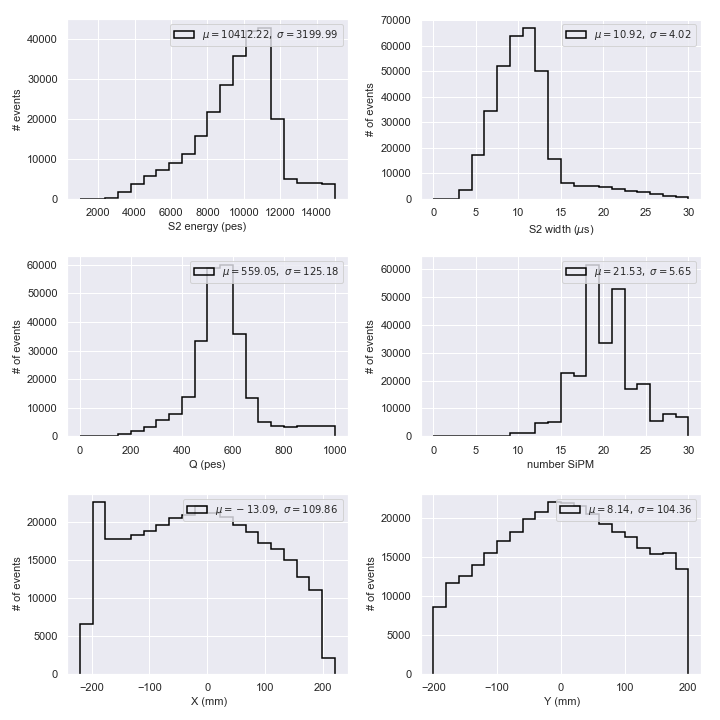 μ = 10412.22, σ = 3199.99
40000
30000
20000
10000
0
# events
2000 4000 6000 8000 10000 12000 14000
S2 energy (pes)
μ = 10.92, σ = 4.02
70000
60000
50000
40000
30000
20000
10000
0
# of events
0 5 10 15 20 25 30
S2 width (μs)
μ = 559.05, σ = 125.18
60000
50000
40000
30000
20000
10000
0
# of events
0 200 400 600 800 1000
Q (pes)
μ = 21.53, σ = 5.65
60000
50000
40000
30000
20000
10000
0
# of events
0 5 10 15 20 25 30
number SiPM
μ = −13.09, σ = 109.86
20000
15000
10000
5000
0
# of events
−200 −100 0 100 200
X (mm)
μ = 8.14, σ = 104.36
20000
15000
10000
5000
0
# of events
−200 −100 0 100 200
Y (mm)